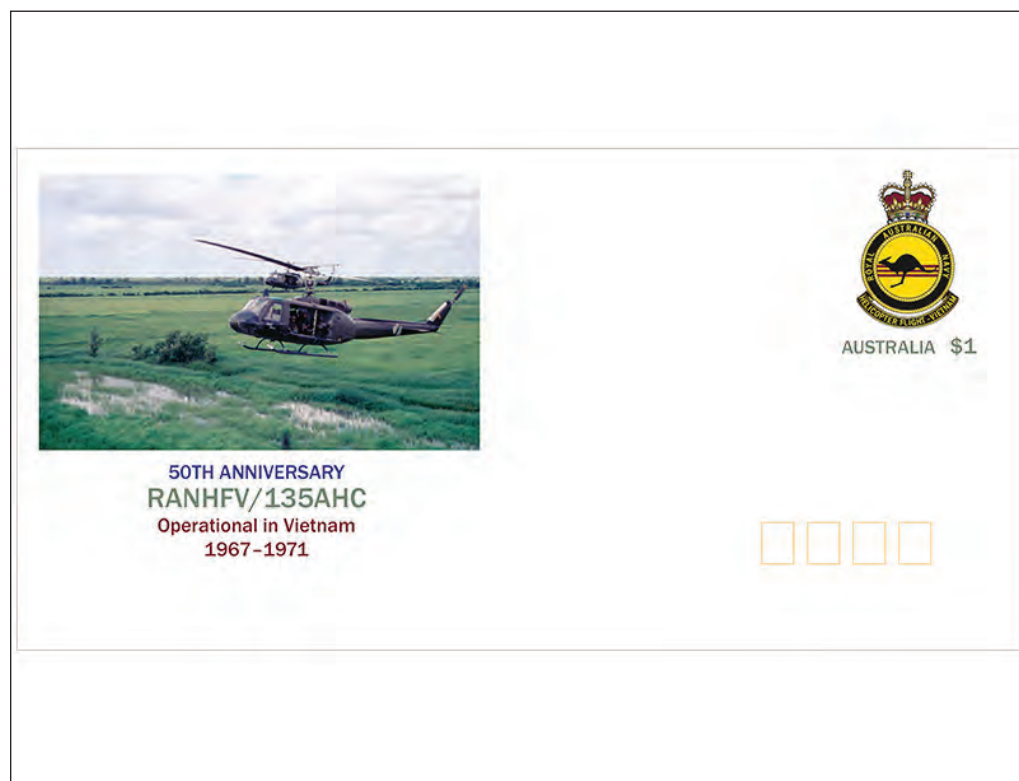 50TH ANNIVERSARY
RANHFV/135AHC
Operational in Vietnam
1967–1971
ROYAL AUSTRALIAN NAVY
HELICOPTER FLIGHT - VIETNAM
AUSTRALIA $1